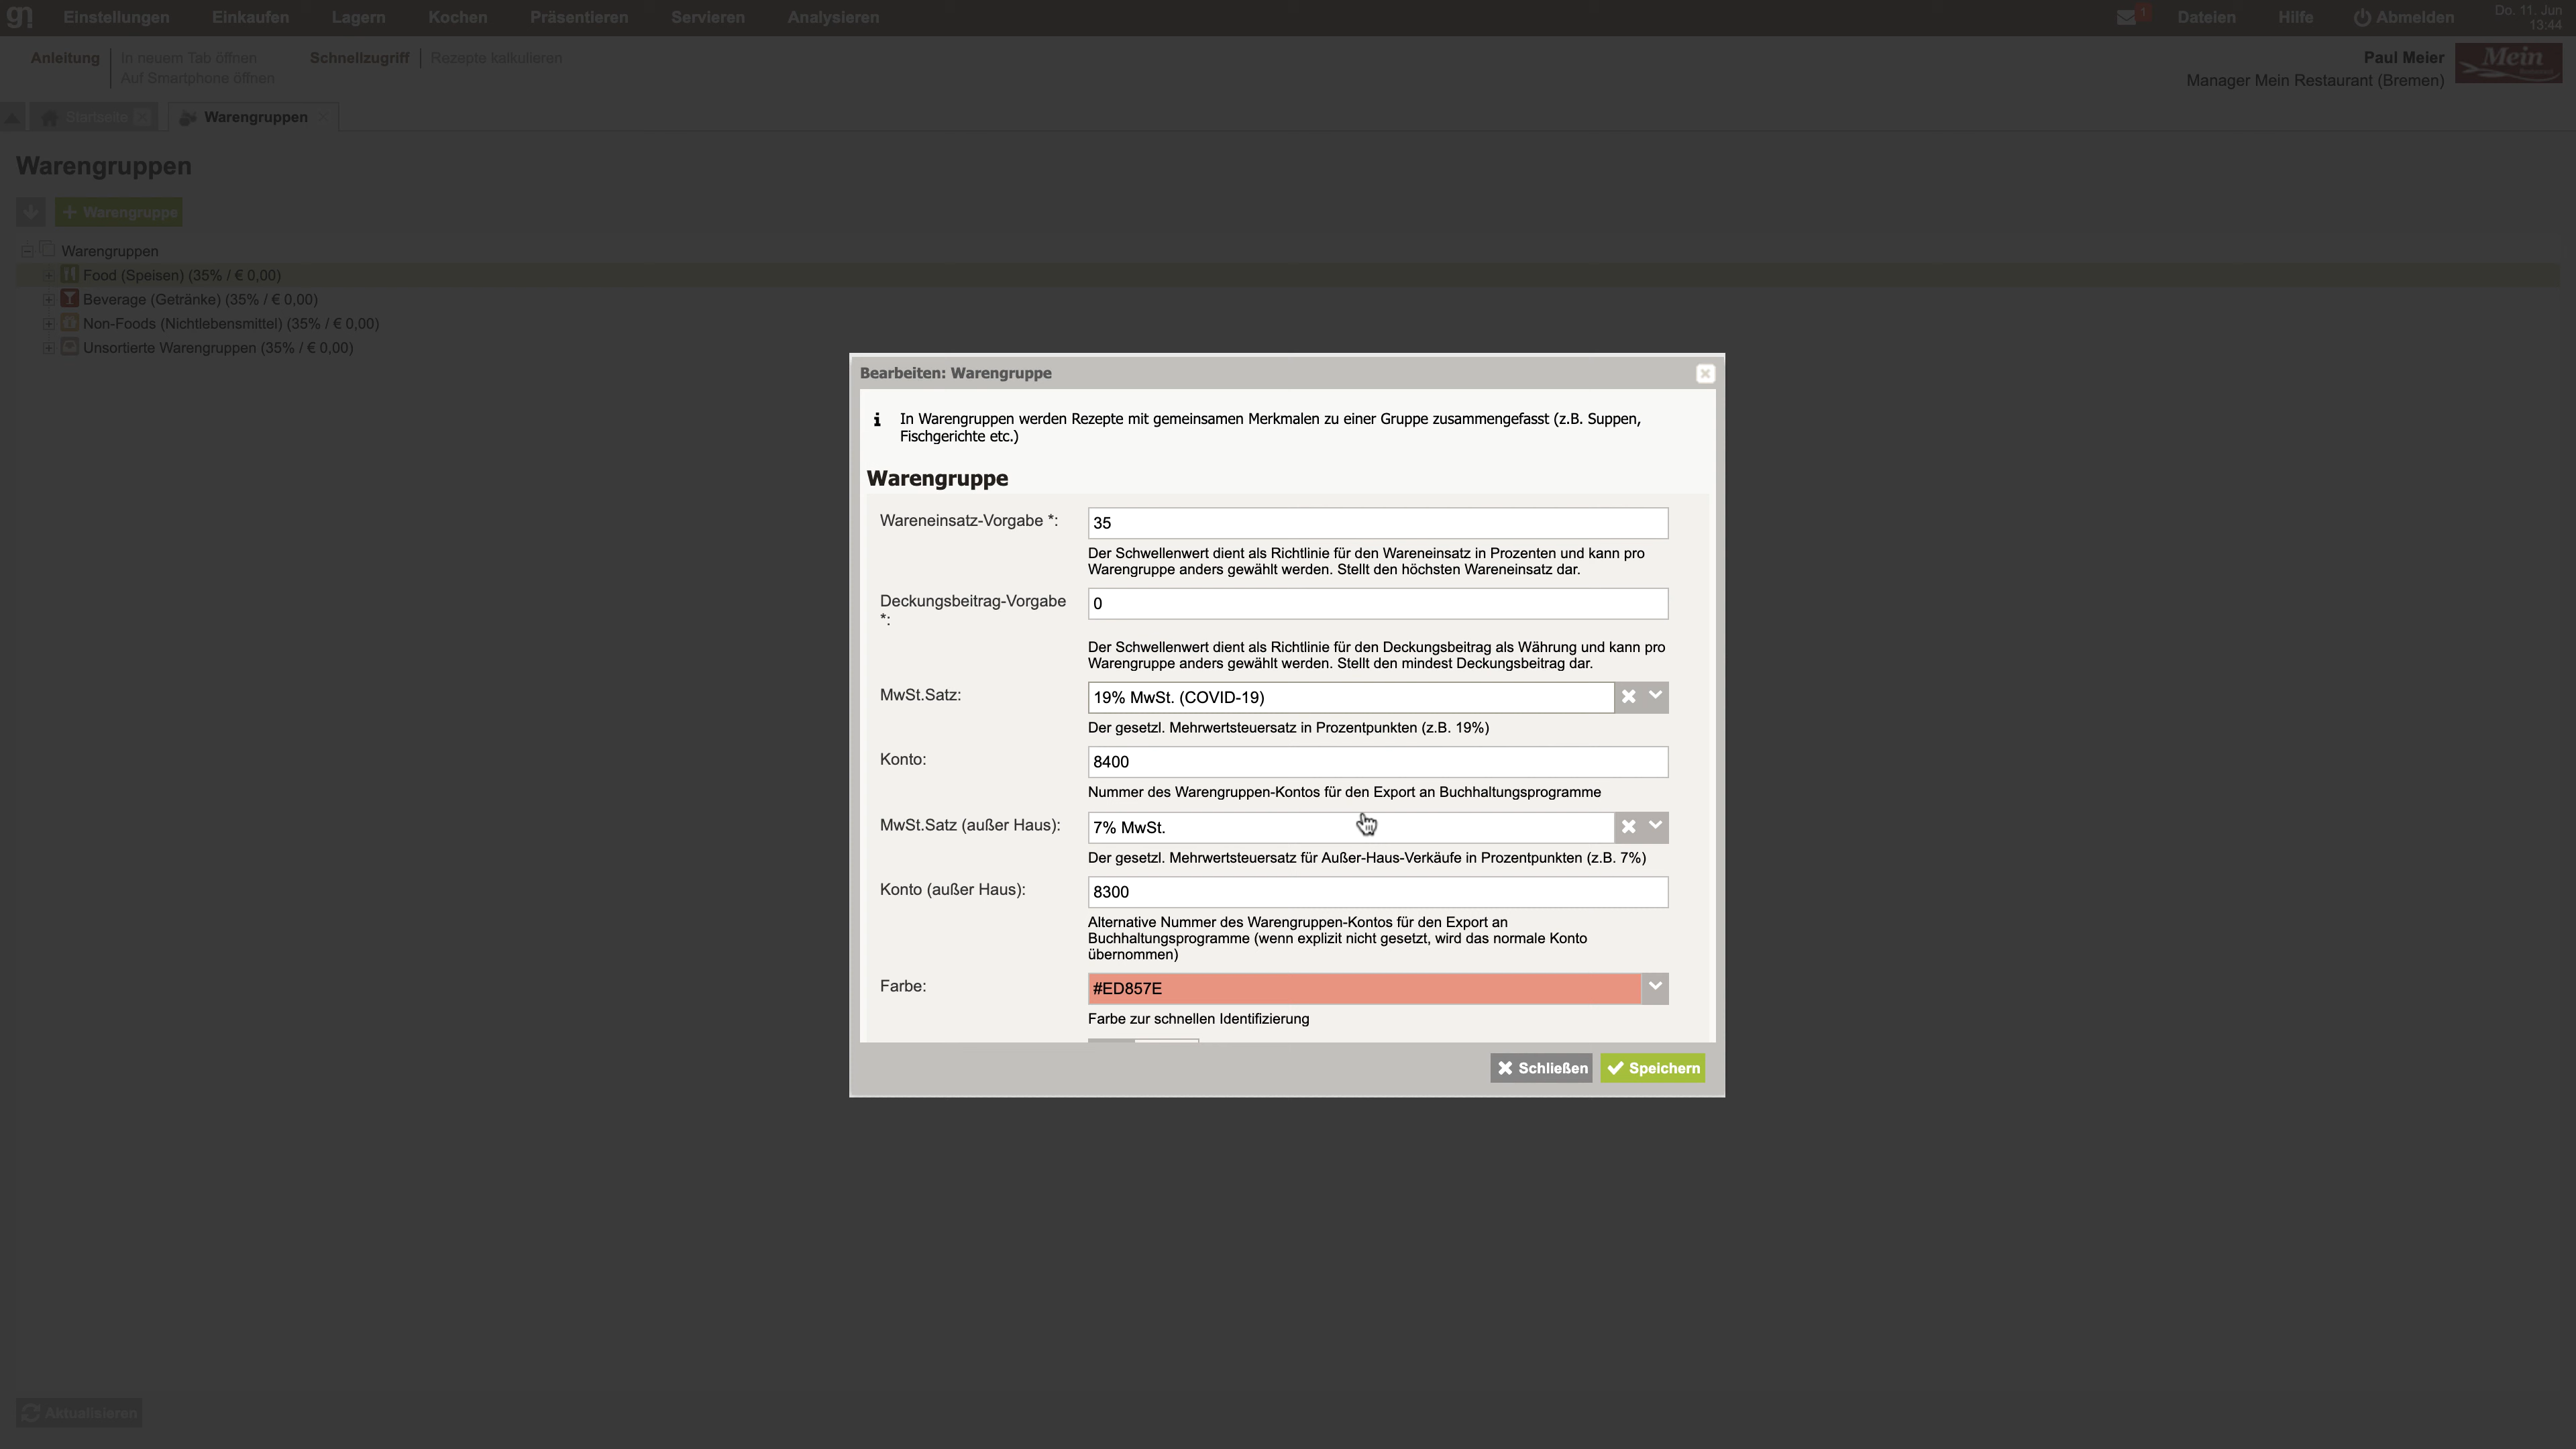 gn
Einstellungen Einkaufen Lagern Kochen Präsentieren Servieren Analysieren
1 Dateien Hilfe Abmelden
Do. 11. Jun
13:44
Anleitung In neuem Tab öffnen Schnellzugriff Rezepte kalkulieren
Auf Smartphone öffnen
Paul Meier
Manager Mein Restaurant (Bremen)
Mein
Startseite Warengruppen
Warengruppen
+ Warengruppe
Warengruppen
Food (Speisen) (35% / € 0,00)
Beverage (Getränke) (35% / € 0,00)
Non-Foods (Nichtlebensmittel) (35% / € 0,00)
Unsortierte Warengruppen (35% / € 0,00)
Bearbeiten: Warengruppe
In Warengruppen werden Rezepte mit gemeinsamen Merkmalen zu einer Gruppe zusammengefasst (z.B. Suppen,
Fischgerichte etc.)
Warengruppe
Wareneinsatz-Vorgabe *: 35
Der Schwellenwert dient als Richtlinie für den Wareneinsatz in Prozenten und kann pro
Warengruppe anders gewählt werden. Stellt den höchsten Wareneinsatz dar.
Deckungsbeitrag-Vorgabe 0
*:
Der Schwellenwert dient als Richtlinie für den Deckungsbeitrag als Währung und kann pro
Warengruppe anders gewählt werden. Stellt den mindest Deckungsbeitrag dar.
MwSt.Satz: 19% MwSt. (COVID-19)
Der gesetzl. Mehrwertsteuersatz in Prozentpunkten (z.B. 19%)
Konto: 8400
Nummer des Warengruppen-Kontos für den Export an Buchhaltungsprogramme
MwSt.Satz (außer Haus): 7% MwSt.
Der gesetzl. Mehrwertsteuersatz für Außer-Haus-Verkäufe in Prozentpunkten (z.B. 7%)
Konto (außer Haus): 8300
Alternative Nummer des Warengruppen-Kontos für den Export an
Buchhaltungsprogramme (wenn explizit nicht gesetzt, wird das normale Konto
übernommen)
Farbe: #ED857E
Farbe zur schnellen Identifizierung
Schließen Speichern
Aktualisieren